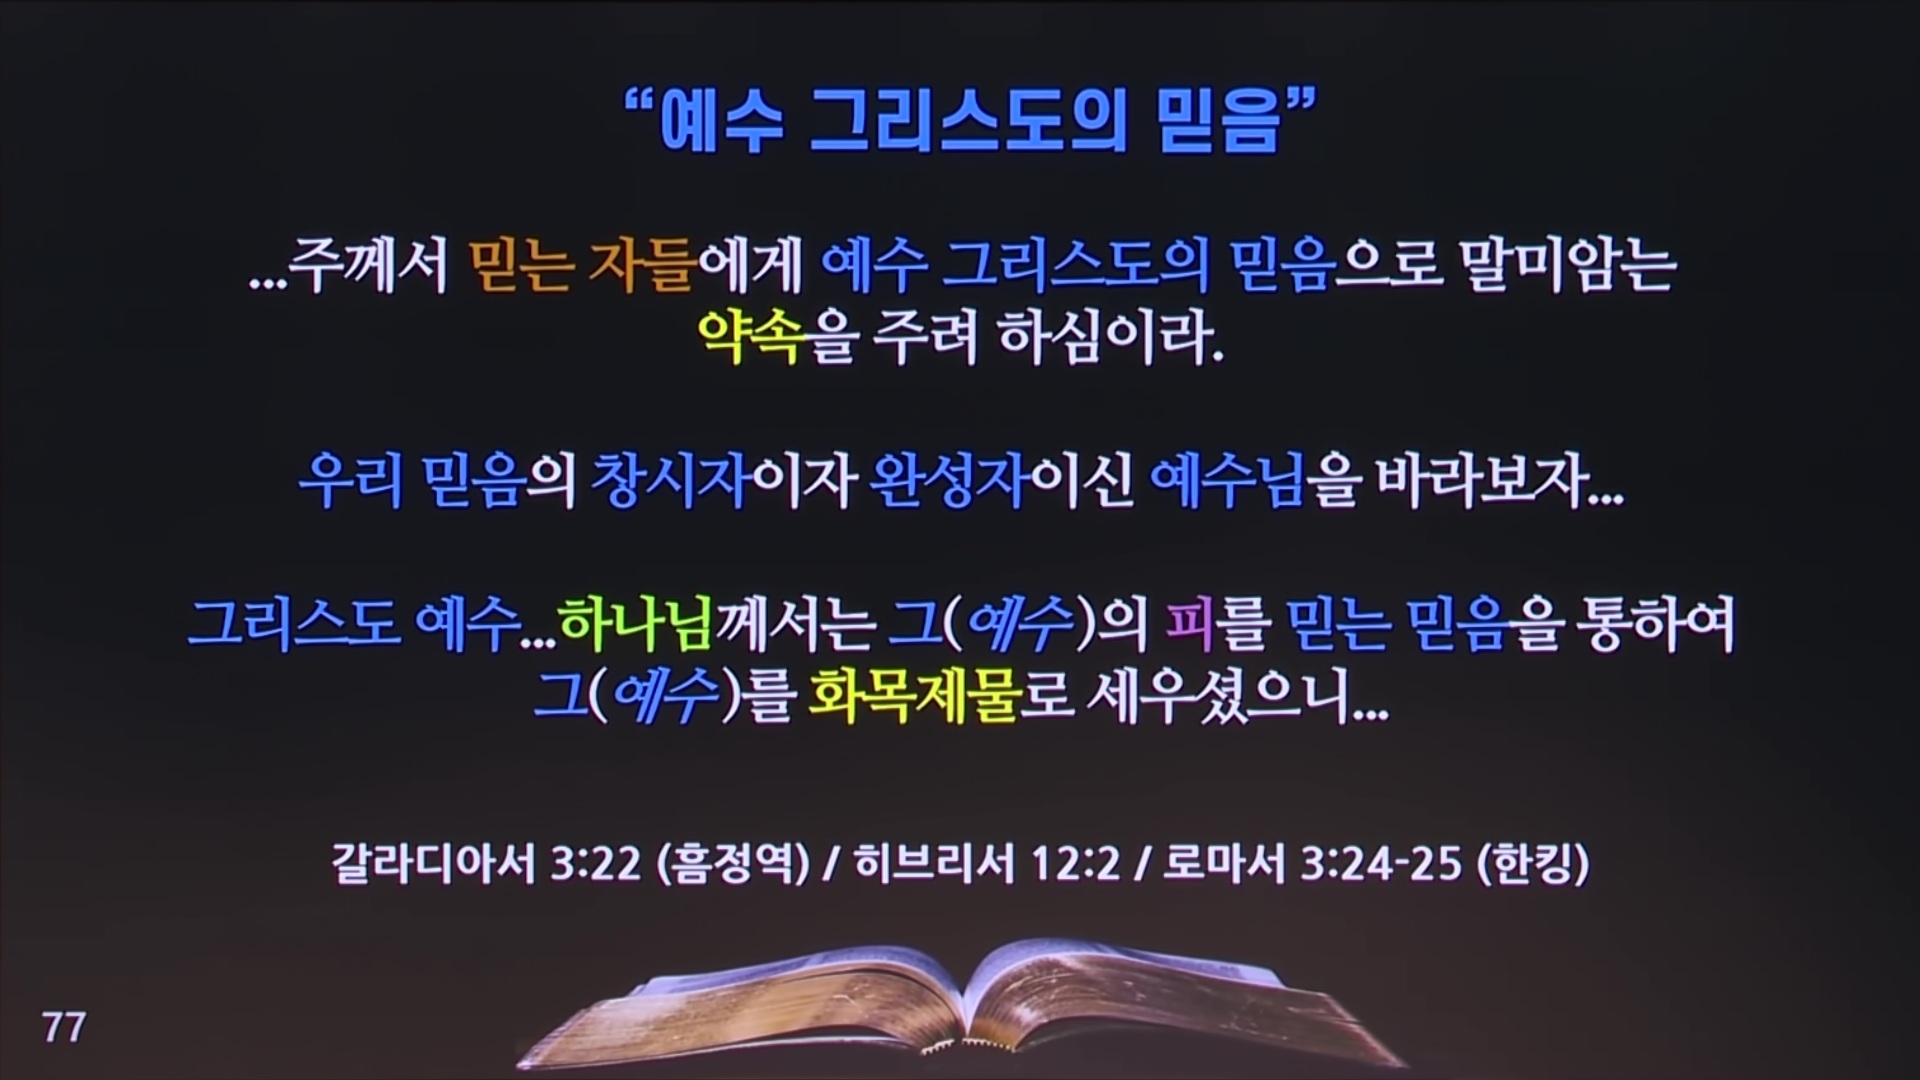 “예수 그리스도의 믿음”
...주께서 믿는 자들에게 예수 그리스도의 믿음으로 말미암는
약속을 주려 하심이라.
우리 믿음의 창시자이자 완성자이신 예수님을 바라보자...
그리스도 예수...하나님께서는 그(예수)의 피를 믿는 믿음을 통하여
그(예수)를 화목제물로 세우셨으니...
갈라디아서 3:22 (흠정역) / 히브리서 12:2 / 로마서 3:24-25 (한킹)
77